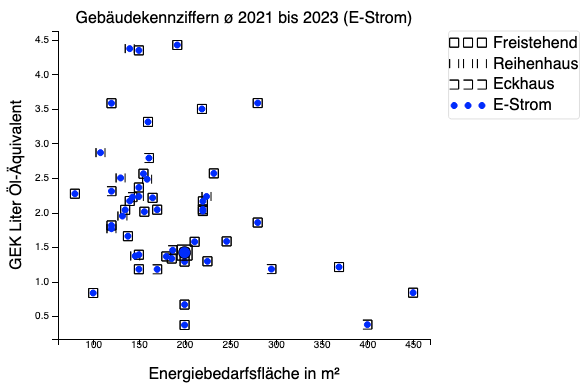 Gebäudekennziffern ø 2021 bis 2023 (E-Strom)
GEK Liter Öl-Äquivalent
4.5
4.0
3.5
3.0
2.5
2.0
1.5
1.0
0.5
100
150
200
250
300
350
400
450
Energiebedarfsfläche in m²
Freistehend
Reihenhaus
Eckhaus
E-Strom